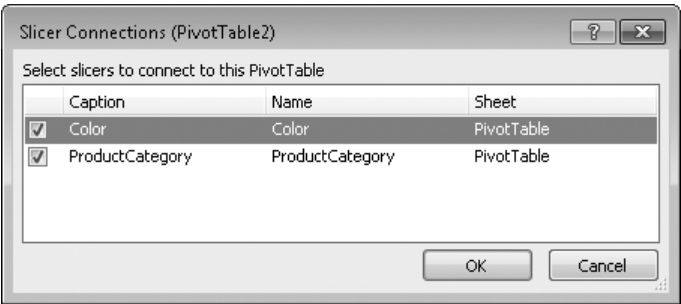 Slicer Connections (PivotTable2)
Select slicers to connect to this PivotTable
Caption Name Sheet
Color Color PivotTable
ProductCategory ProductCategory PivotTable
OK Cancel